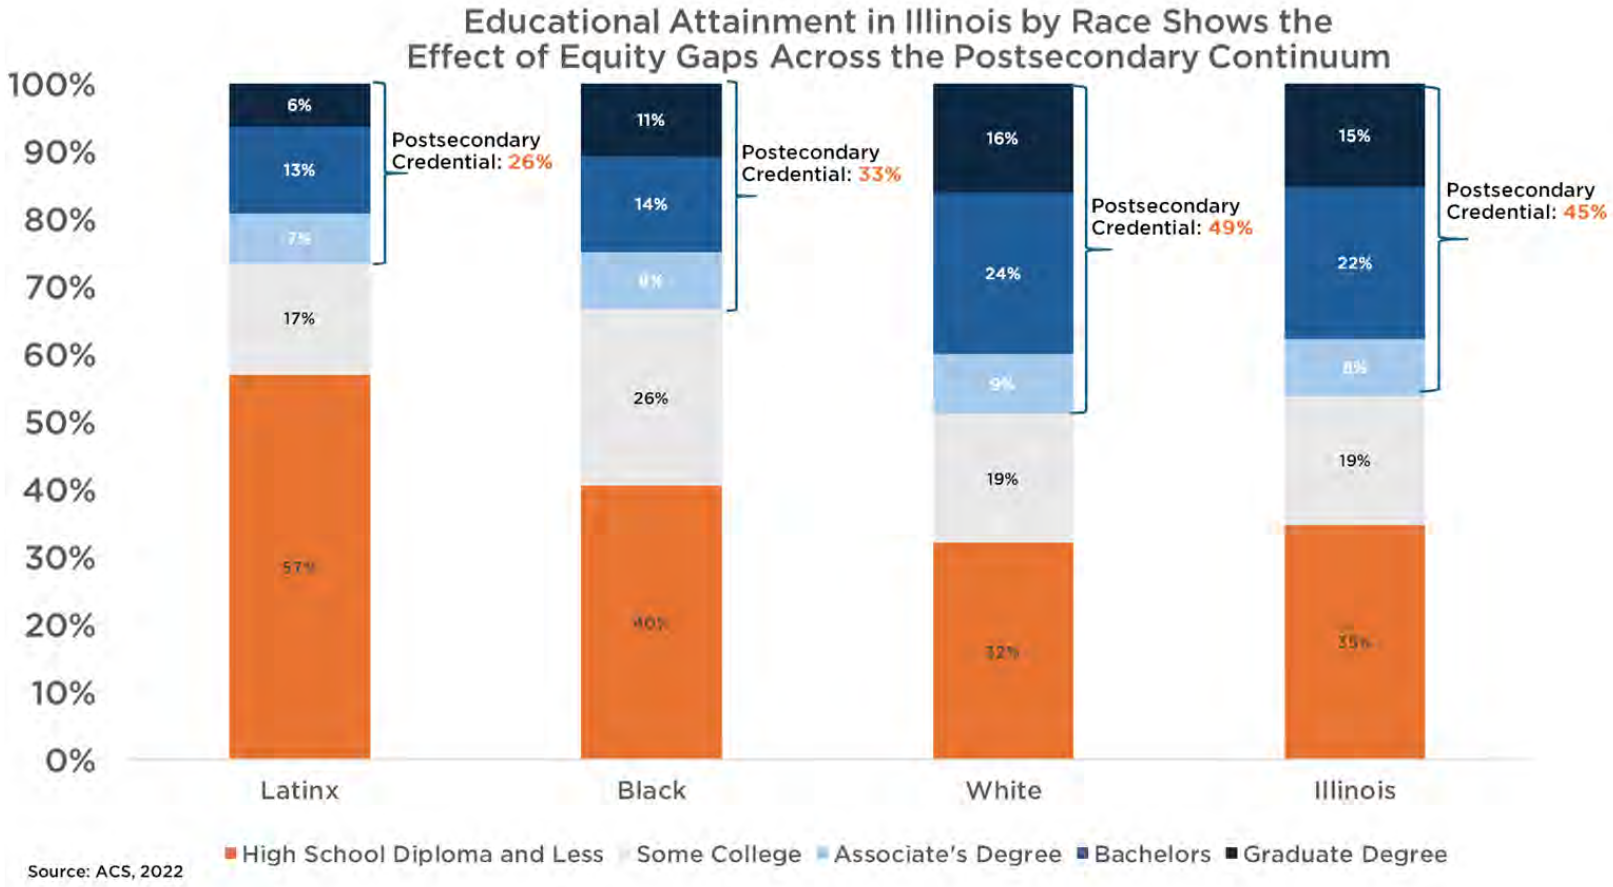 Educational Attainment in Illinois by Race Shows the
Effect of Equity Gaps Across the Postsecondary Continuum
100%
90%
80%
70%
60%
50%
40%
30%
20%
10%
0%
6%
13%
7%
17%
57%
Postsecondary
Credential: 26%
11%
14%
8%
26%
40%
Postecondary
Credential: 33%
16%
24%
9%
19%
32%
Postsecondary
Credential: 49%
15%
22%
8%
19%
35%
Postsecondary
Credential: 45%
Latinx
Black
White
Illinois
High School Diploma and Less Some College Associate's Degree Bachelors Graduate Degree
Source: ACS, 2022